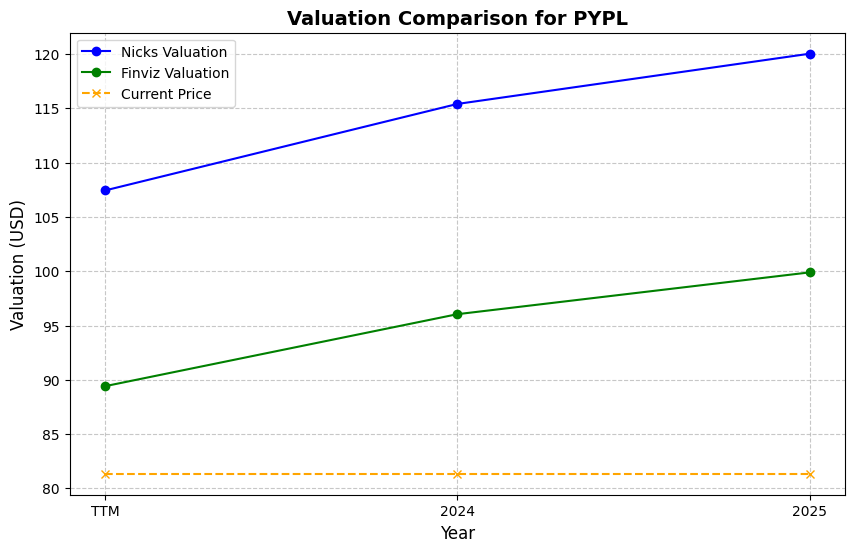 Valuation Comparison for PYPL
Nicks Valuation
Finviz Valuation
Current Price
Valuation (USD)
120
115
110
105
100
95
90
85
80
TTM
2024
2025
Year